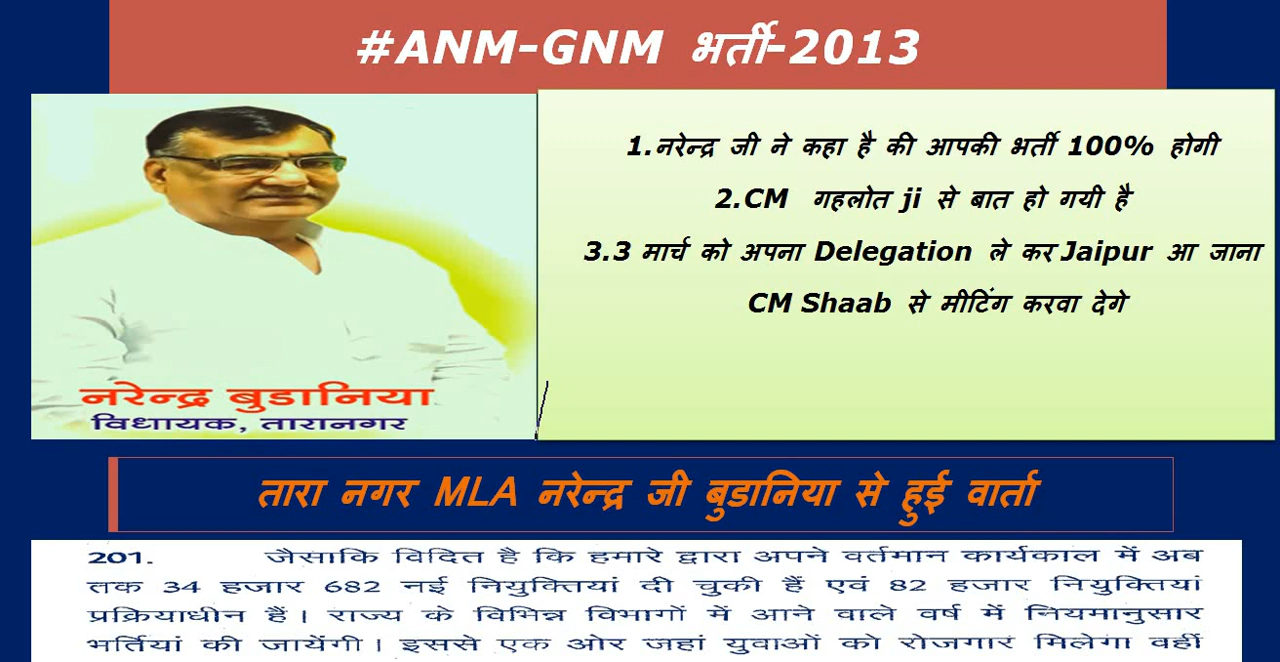 #ANM-GNM भर्ती-2013
1.नरेन्द्र जी ने कहा है की आपकी भर्ती 100% होगी
2.CM गहलोत ji से बात हो गयी है
3.3 मार्च को अपना Delegation ले कर Jaipur आ जाना
CM Shaab से मीटिंग करवा देगे
नरेन्द्र बुडानिया
विधायक, तारानगर
तारा नगर MLA नरेन्द्र जी बुडानिया से हुई वार्ता
201. जैसाकि विदित है कि हमारे द्वारा अपने वर्तमान कार्यकाल में अब
तक 34 हजार 682 नई नियुक्तियां दी चुकी हैं एवं 82 हजार नियुक्तियां
प्रक्रियाधीन हैं। राज्य के विभिन्न विभागों में आने वाले वर्ष में नियमानुसार
भर्तियां की जायेंगी। इससे एक ओर जहां युवाओं को रोजगार मिलेगा वहीं